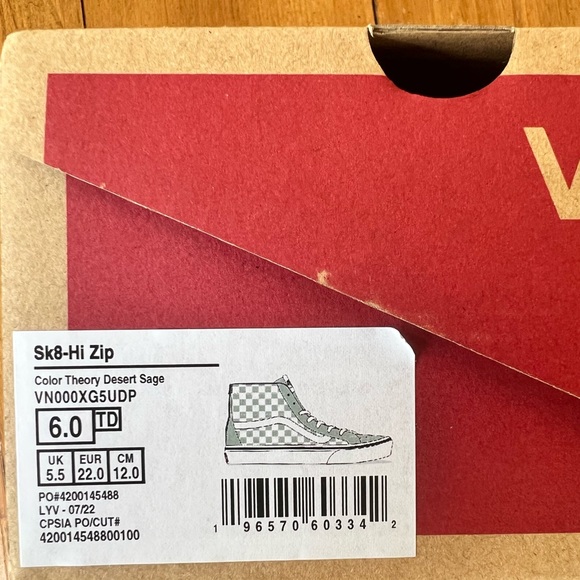 V
Sk8-Hi Zip
Color Theory Desert Sage
VN000XG5UDP
6.0 TD
UK EUR CM
5.5 22.0 12.0
PO#4200145488
LYV - 07/22
CPSIA PO/CUT#
420014548800100
1 96570 60334 2